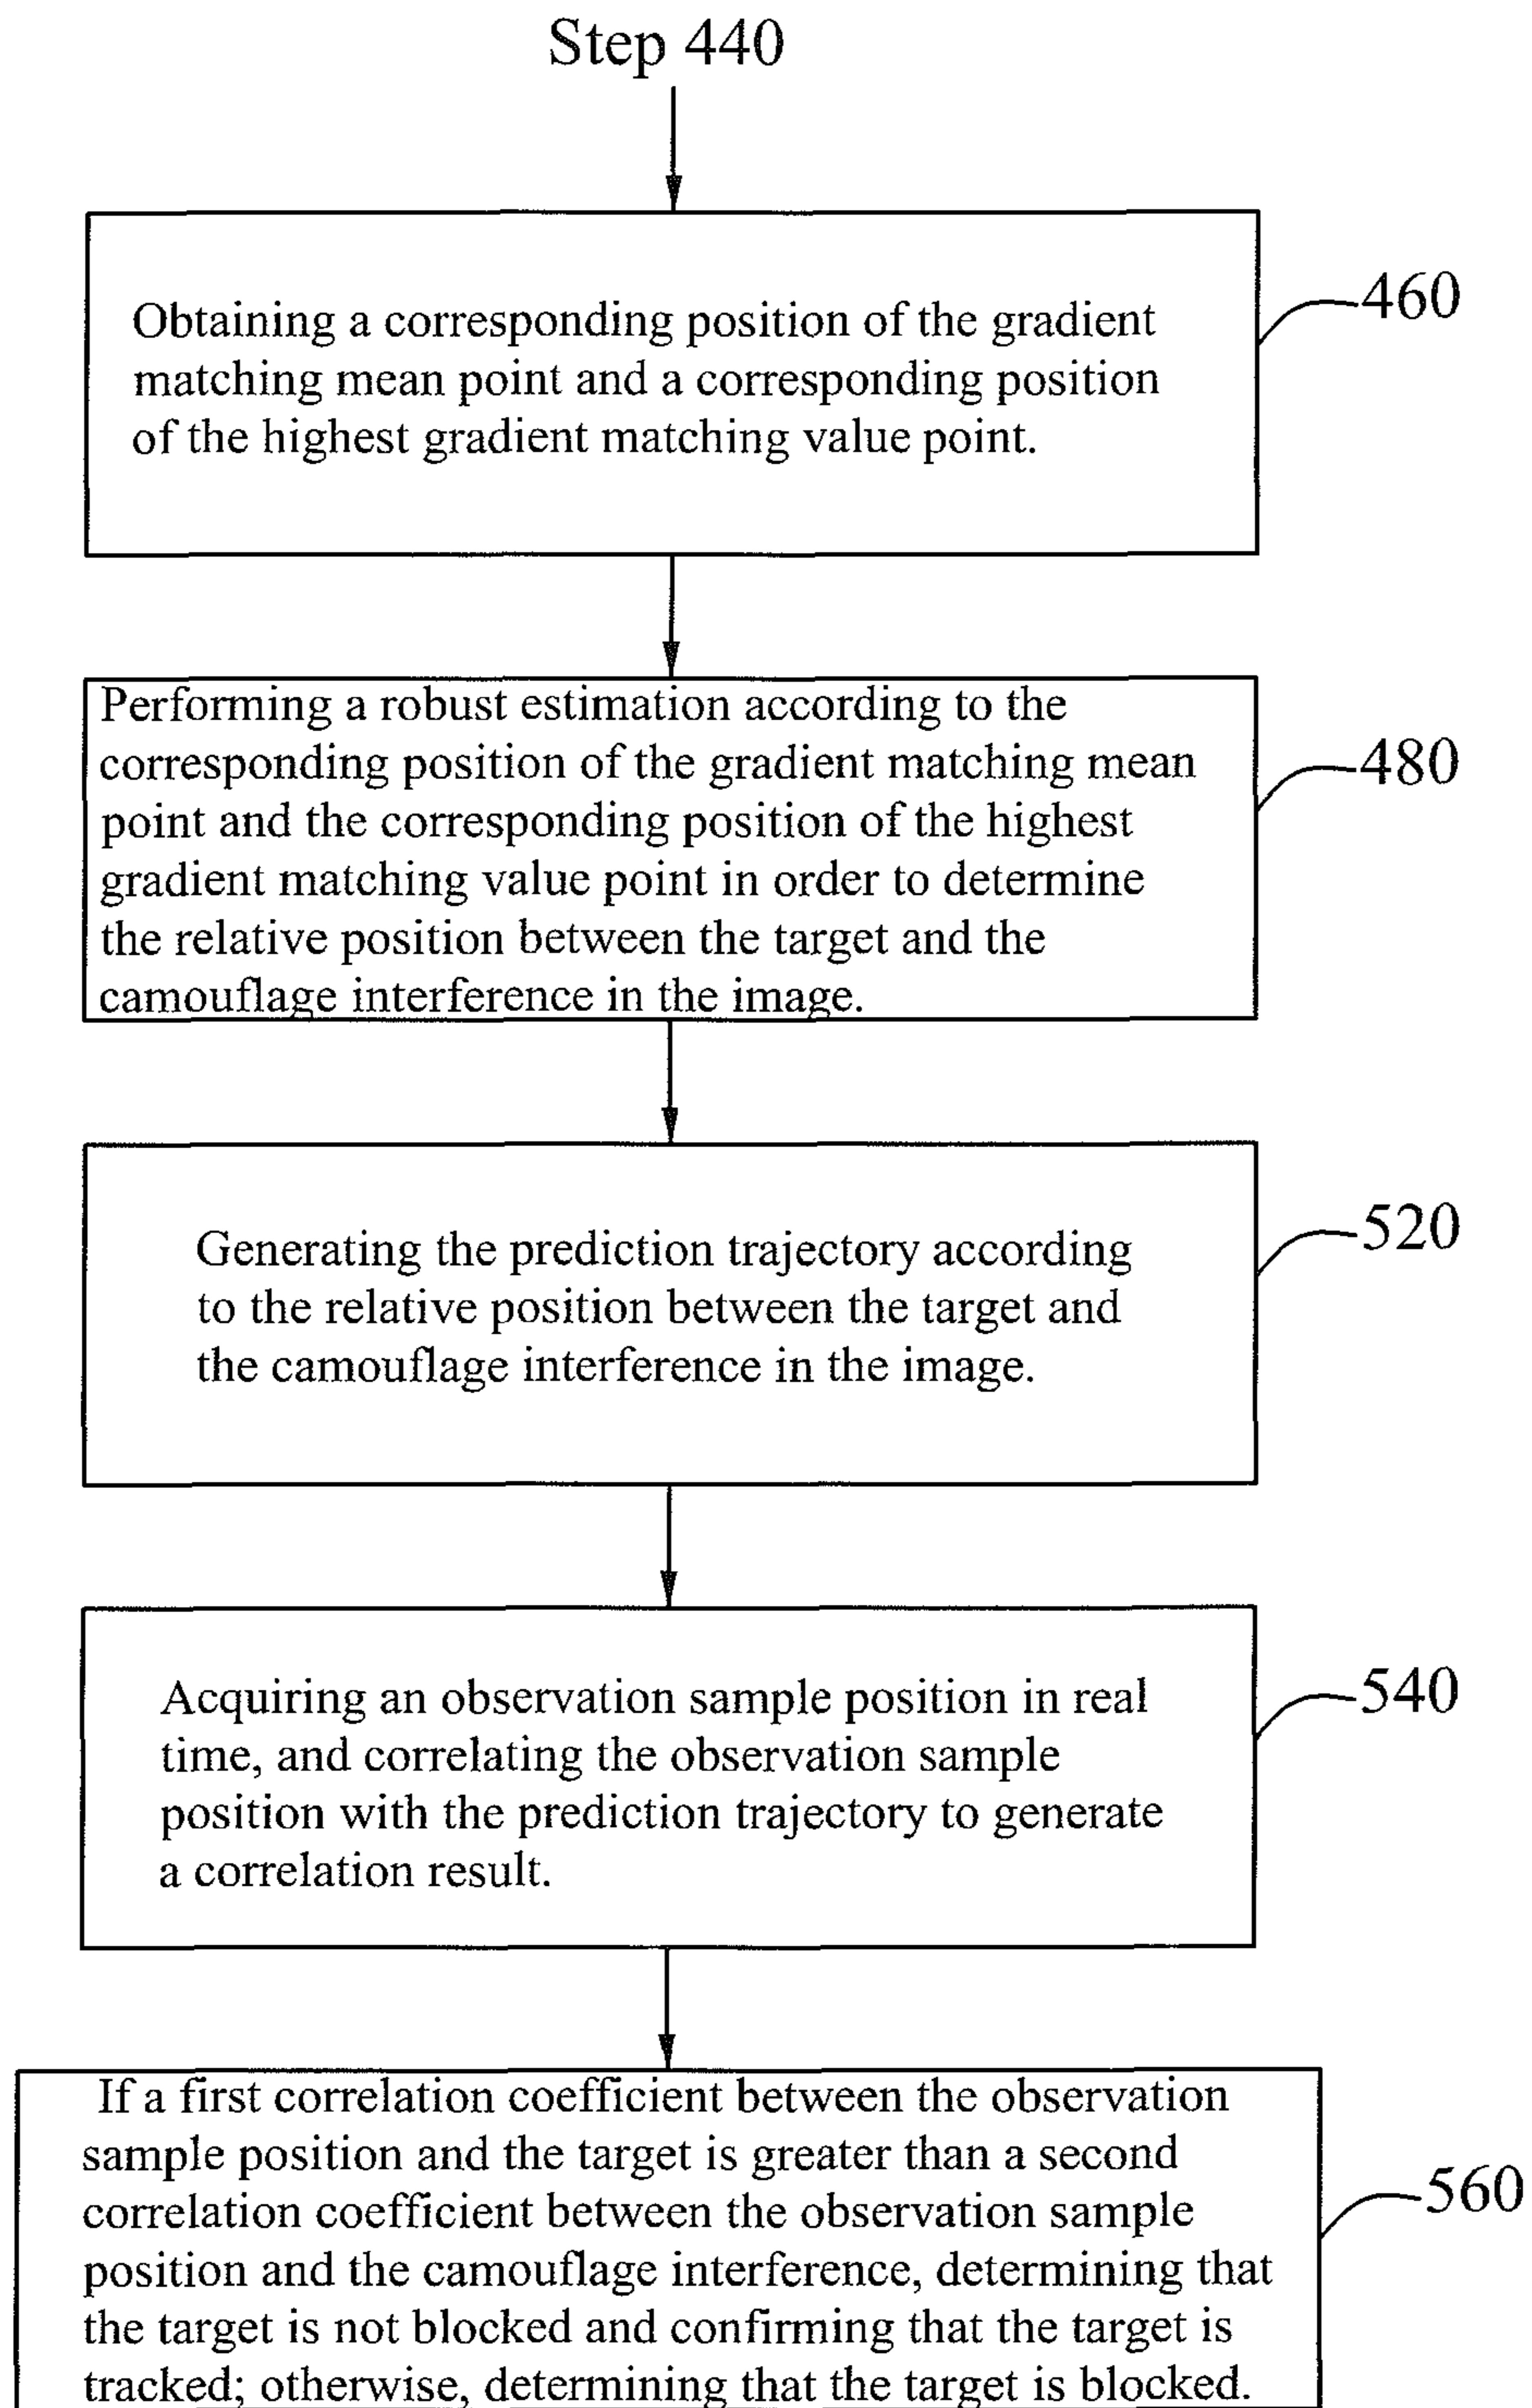 Step 440
Obtaining a corresponding position of the gradient
matching mean point and a corresponding position
of the highest gradient matching value point.
460
Performing a robust estimation according to the
corresponding position of the gradient matching mean
point and the corresponding position of the highest
gradient matching value point in order to determine
the relative position between the target and the
camouflage interference in the image.
480
Generating the prediction trajectory according
to the relative position between the target and
the camouflage interference in the image.
520
Acquiring an observation sample position in real
time, and correlating the observation sample
position with the prediction trajectory to generate
a correlation result.
540
If a first correlation coefficient between the observation
sample position and the target is greater than a second
correlation coefficient between the observation sample
position and the camouflage interference, determining that
the target is not blocked and confirming that the target is
tracked; otherwise, determining that the target is blocked.
560